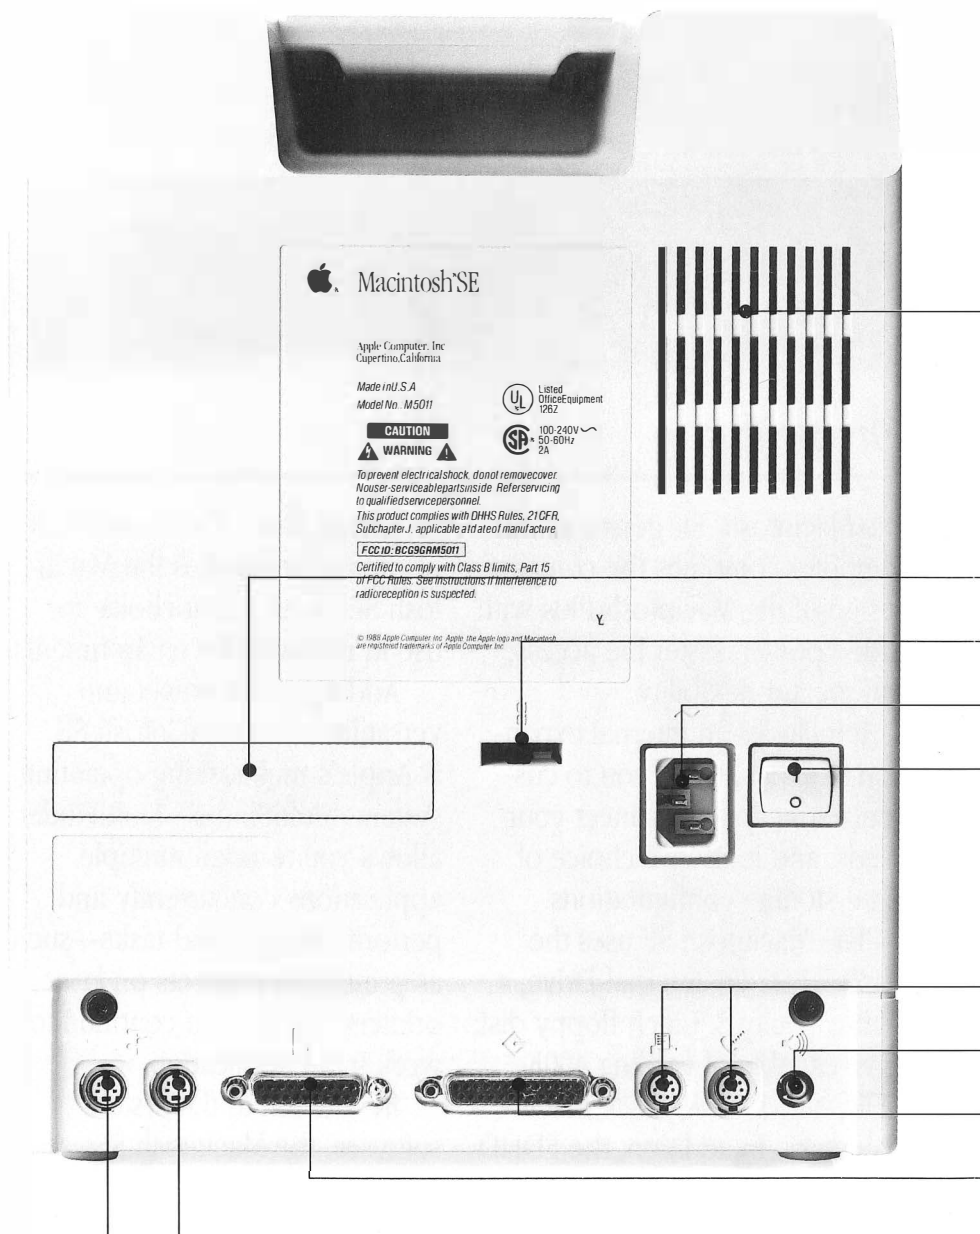 Macintosh SE
Apple Computer, Inc
Cupertino, California
Made in U.S.A
Model No.. M5011
UL
Listed
Office Equipment
126Z
SA
100-240V
50-60Hz
2A
CAUTION
WARNING
To prevent electrical shock, do not remove cover.
No user-serviceable parts inside. Refer servicing
to qualified service personnel.
This product complies with DHHS Rules, 21 CFR,
Subchapter J, applicable at date of manufacture
FCC ID: BCG9GRM5011
Certified to comply with Class B limits, Part 15
of FCC Rules. See instructions if interference to
radio reception is suspected.
© 1988 Apple Computer Inc. Apple, the Apple logo and Macintosh
are registered trademarks of Apple Computer Inc.